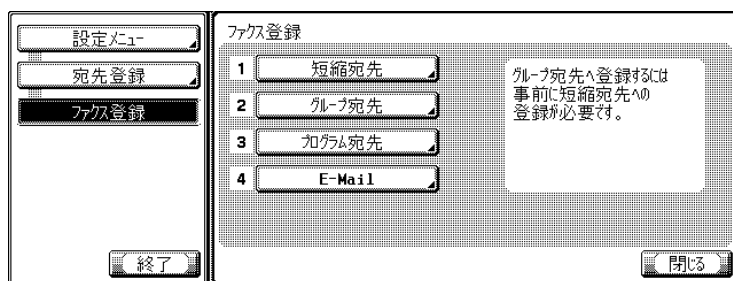 設定メニュー
宛先登録
ファクス登録
終了
ファクス登録
1 短縮宛先
2 グループ宛先
3 プログラム宛先
4 E-Mail
グループ宛先へ登録するには
事前に短縮宛先への
登録が必要です。
閉じる